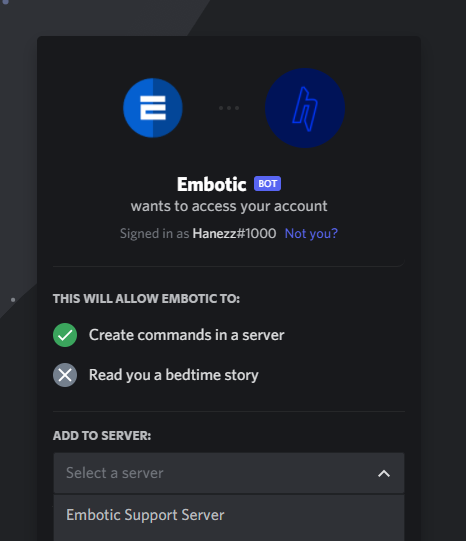 Embotic BOT
wants to access your account
Signed in as Hanezz#1000 Not you?
THIS WILL ALLOW EMBOTIC TO:
Create commands in a server
Read you a bedtime story
ADD TO SERVER:
Select a server
Embotic Support Server